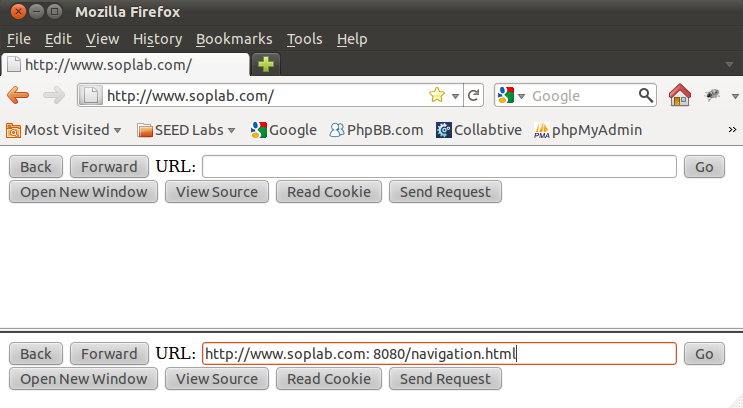 Mozilla Firefox
File Edit View History Bookmarks Tools Help
http://www.soplab.com/
http://www.soplab.com/ Google
Most Visited SEED Labs Google PhpBB.com Collabtive PMA phpMyAdmin »
Back Forward URL: Go
Open New Window View Source Read Cookie Send Request
Back Forward URL: http://www.soplab.com: 8080/navigation.html Go
Open New Window View Source Read Cookie Send Request